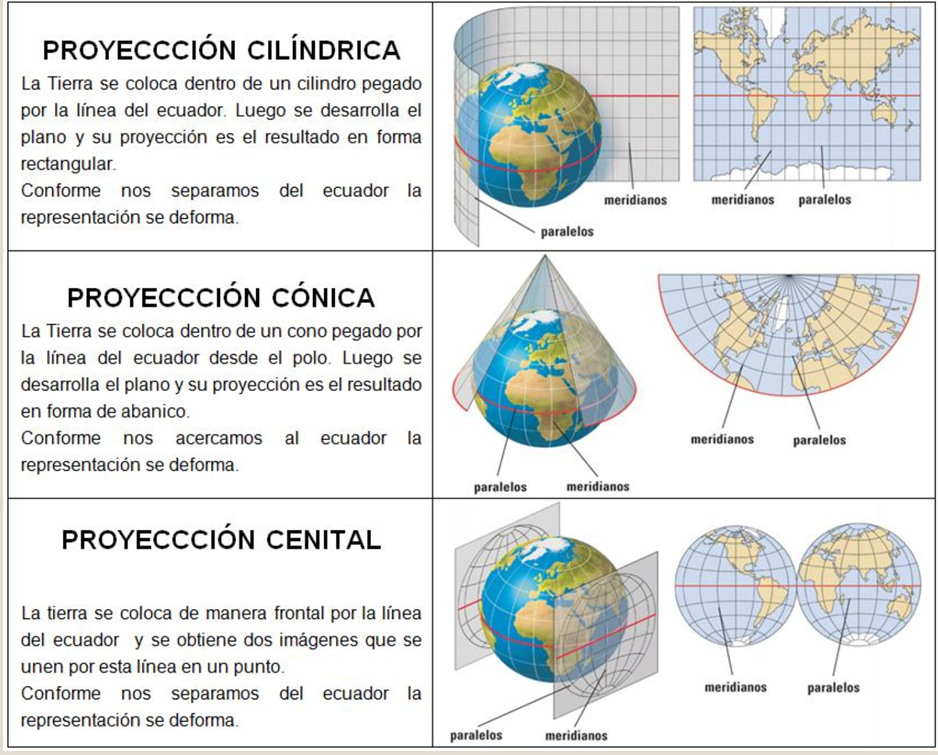 PROYECCCIÓN CILÍNDRICA
La Tierra se coloca dentro de un cilindro pegado
por la línea del ecuador. Luego se desarrolla el
plano y su proyección es el resultado en forma
rectangular.
Conforme nos separamos del ecuador la
representación se deforma.
meridianos
paralelos
meridianos
paralelos
PROYECCCIÓN CÓNICA
La Tierra se coloca dentro de un cono pegado por
la línea del ecuador desde el polo. Luego se
desarrolla el plano y su proyección es el resultado
en forma de abanico.
Conforme nos acercamos al ecuador la
representación se deforma.
paralelos
meridianos
meridianos
paralelos
PROYECCCIÓN CENITAL
La tierra se coloca de manera frontal por la línea
del ecuador y se obtiene dos imágenes que se
unen por esta línea en un punto.
Conforme nos separamos del ecuador la
representación se deforma.
paralelos
meridianos
meridianos
paralelos